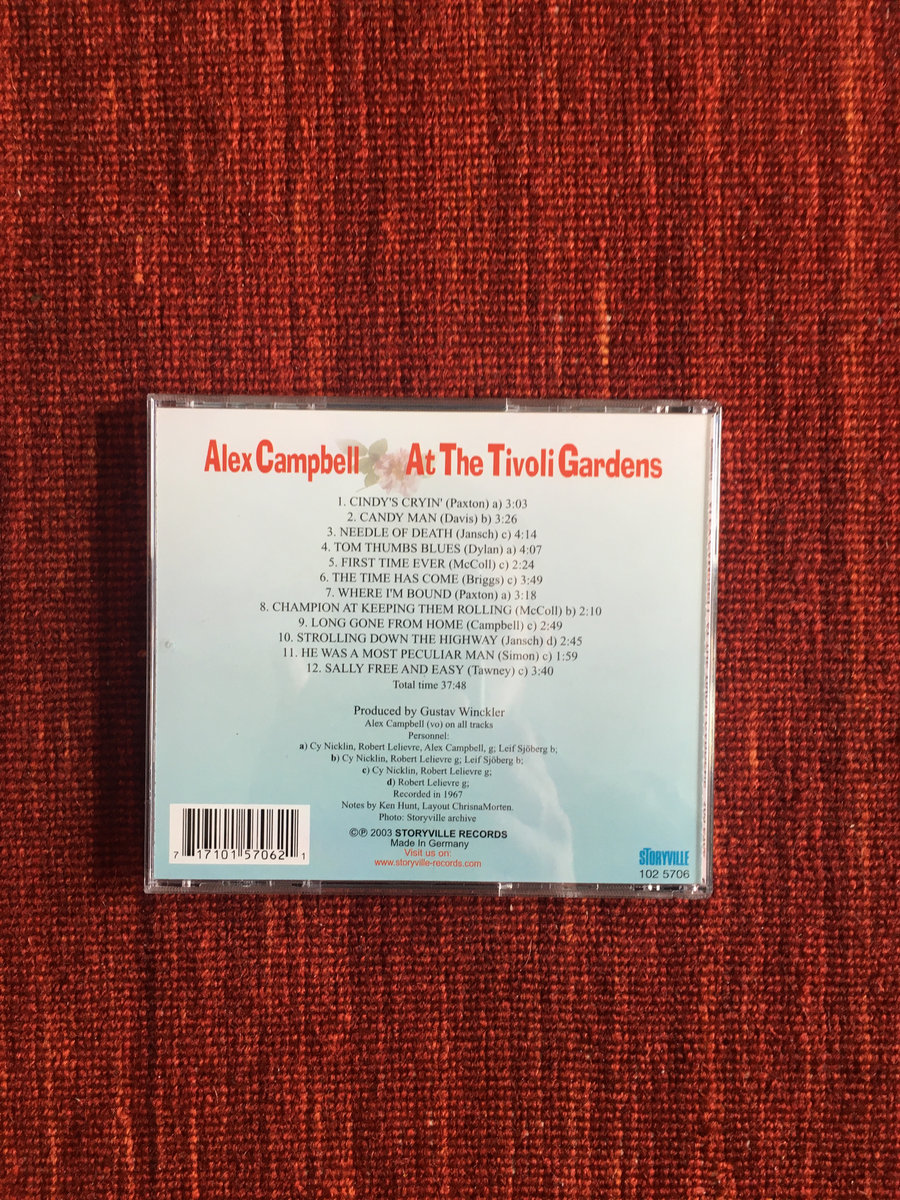 Alex Campbell At The Tivoli Gardens
1. CINDY'S CRYIN' (Paxton) a) 3:03
2. CANDY MAN (Davis) b) 3:26
3. NEEDLE OF DEATH (Jansch) c) 4:14
4. TOM THUMBS BLUES (Dylan) a) 4:07
5. FIRST TIME EVER (McColl) c) 2:24
6. THE TIME HAS COME (Briggs) c) 3:49
7. WHERE I'M BOUND (Paxton) a) 3:18
8. CHAMPION AT KEEPING THEM ROLLING (McColl) b) 2:10
9. LONG GONE FROM HOME (Campbell) c) 2:49
10. STROLLING DOWN THE HIGHWAY (Jansch) d) 2:45
11. HE WAS A MOST PECULIAR MAN (Simon) c) 1:59
12. SALLY FREE AND EASY (Tawney) c) 3:40
Total time 37:48
Produced by Gustav Winckler
Alex Campbell (vo) on all tracks
Personnel:
a) Cy Nicklin, Robert Lelievre, Alex Campbell, g; Leif Sjöberg b;
b) Cy Nicklin, Robert Lelievre g; Leif Sjöberg b;
c) Cy Nicklin, Robert Lelievre g;
d) Robert Lelievre g;
Recorded in 1967
Notes by Ken Hunt, Layout ChrisnaMorten.
Photo: Storyville archive
©℗ 2003 STORYVILLE RECORDS
Made In Germany
Visit us on:
www.storyville-records.com
7 17101 57062 1
STORYVILLE
102 5706